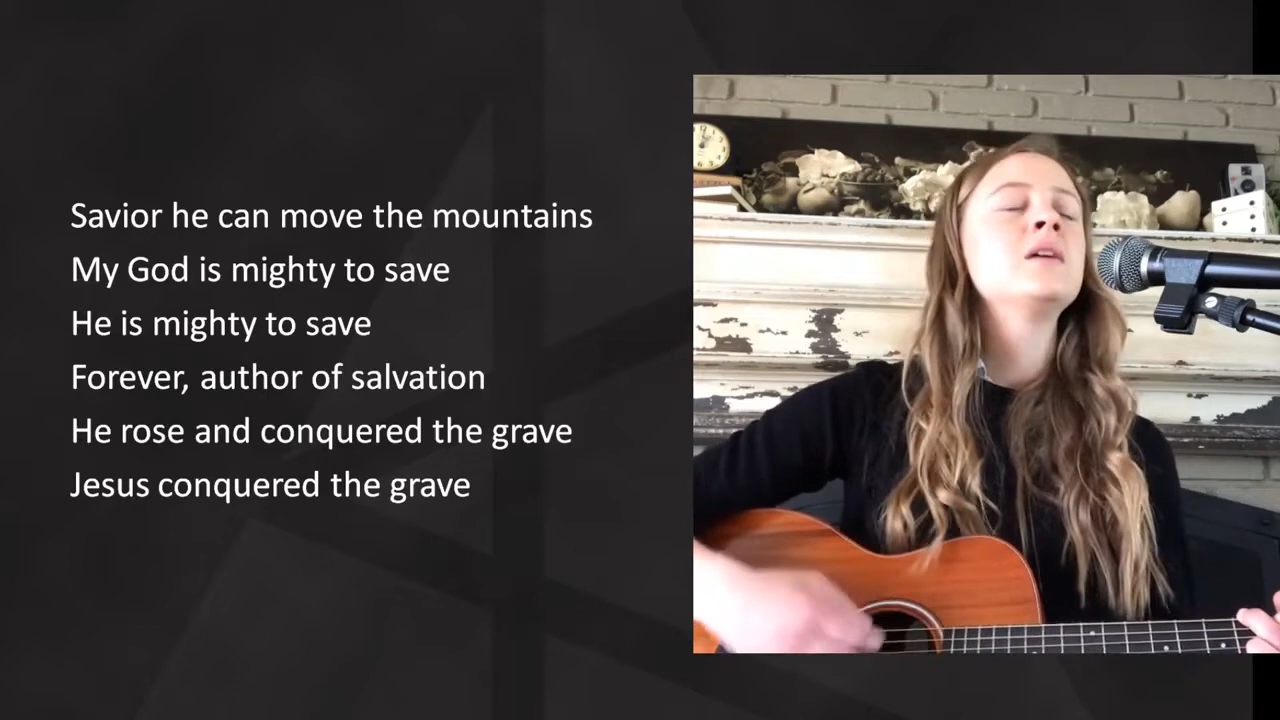 Savior he can move the mountains
My God is mighty to save
He is mighty to save
Forever, author of salvation
He rose and conquered the grave
Jesus conquered the grave